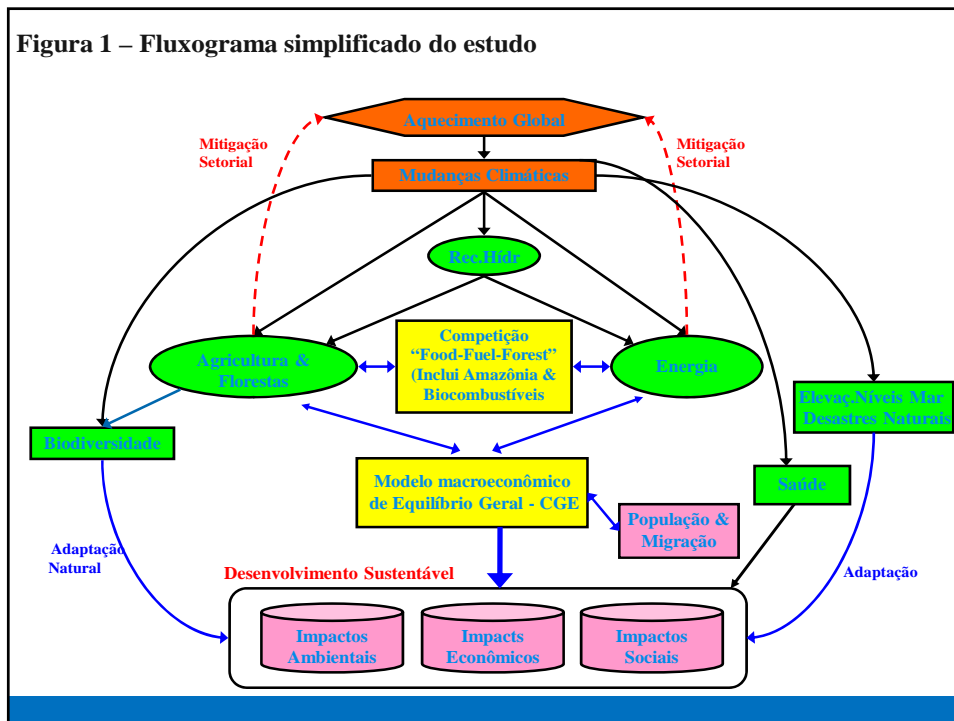 Figura 1 – Fluxograma simplificado do estudo
Aquecimento Global
Mitigação
Setorial
Mitigação
Setorial
Mudanças Climáticas
Rec.Hídr
Competição
“Food-Fuel-Forest”
(Inclui Amazônia &
Biocombustíveis
Agricultura &
Florestas
Energia
Elevaç.Níveis Mar
Desastres Naturais
Biodiversidade
Modelo macroeconômico
de Equilíbrio Geral - CGE
Saúde
População &
Migração
Adaptação
Natural
Adaptação
Desenvolvimento Sustentável
Impactos
Ambientais
Impacts
Econômicos
Impactos
Sociais